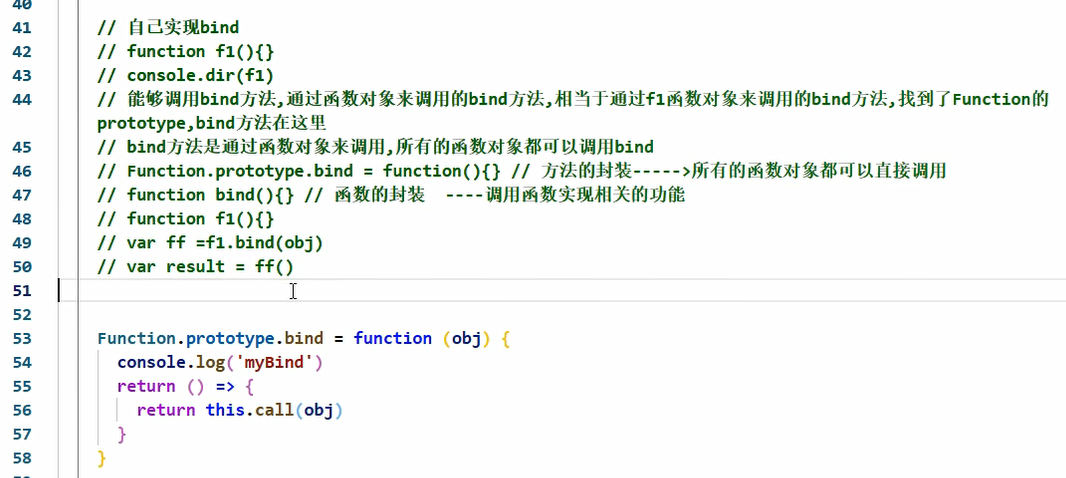 40
41 // 自己实现bind
42 // function f1(){}
43 // console.dir(f1)
44 // 能够调用bind方法,通过函数对象来调用的bind方法,相当于通过f1函数对象来调用的bind方法,找到了Function的
prototype,bind方法在这里
45 // bind方法是通过函数对象来调用,所有的函数对象都可以调用bind
46 // Function.prototype.bind = function(){} // 方法的封装----->所有的函数对象都可以直接调用
47 // function bind(){} // 函数的封装  ----调用函数实现相关的功能
48 // function f1(){}
49 // var ff =f1.bind(obj)
50 // var result = ff()
51
52
53 Function.prototype.bind = function (obj) {
54   console.log('myBind')
55   return () => {
56     return this.call(obj)
57   }
58 }